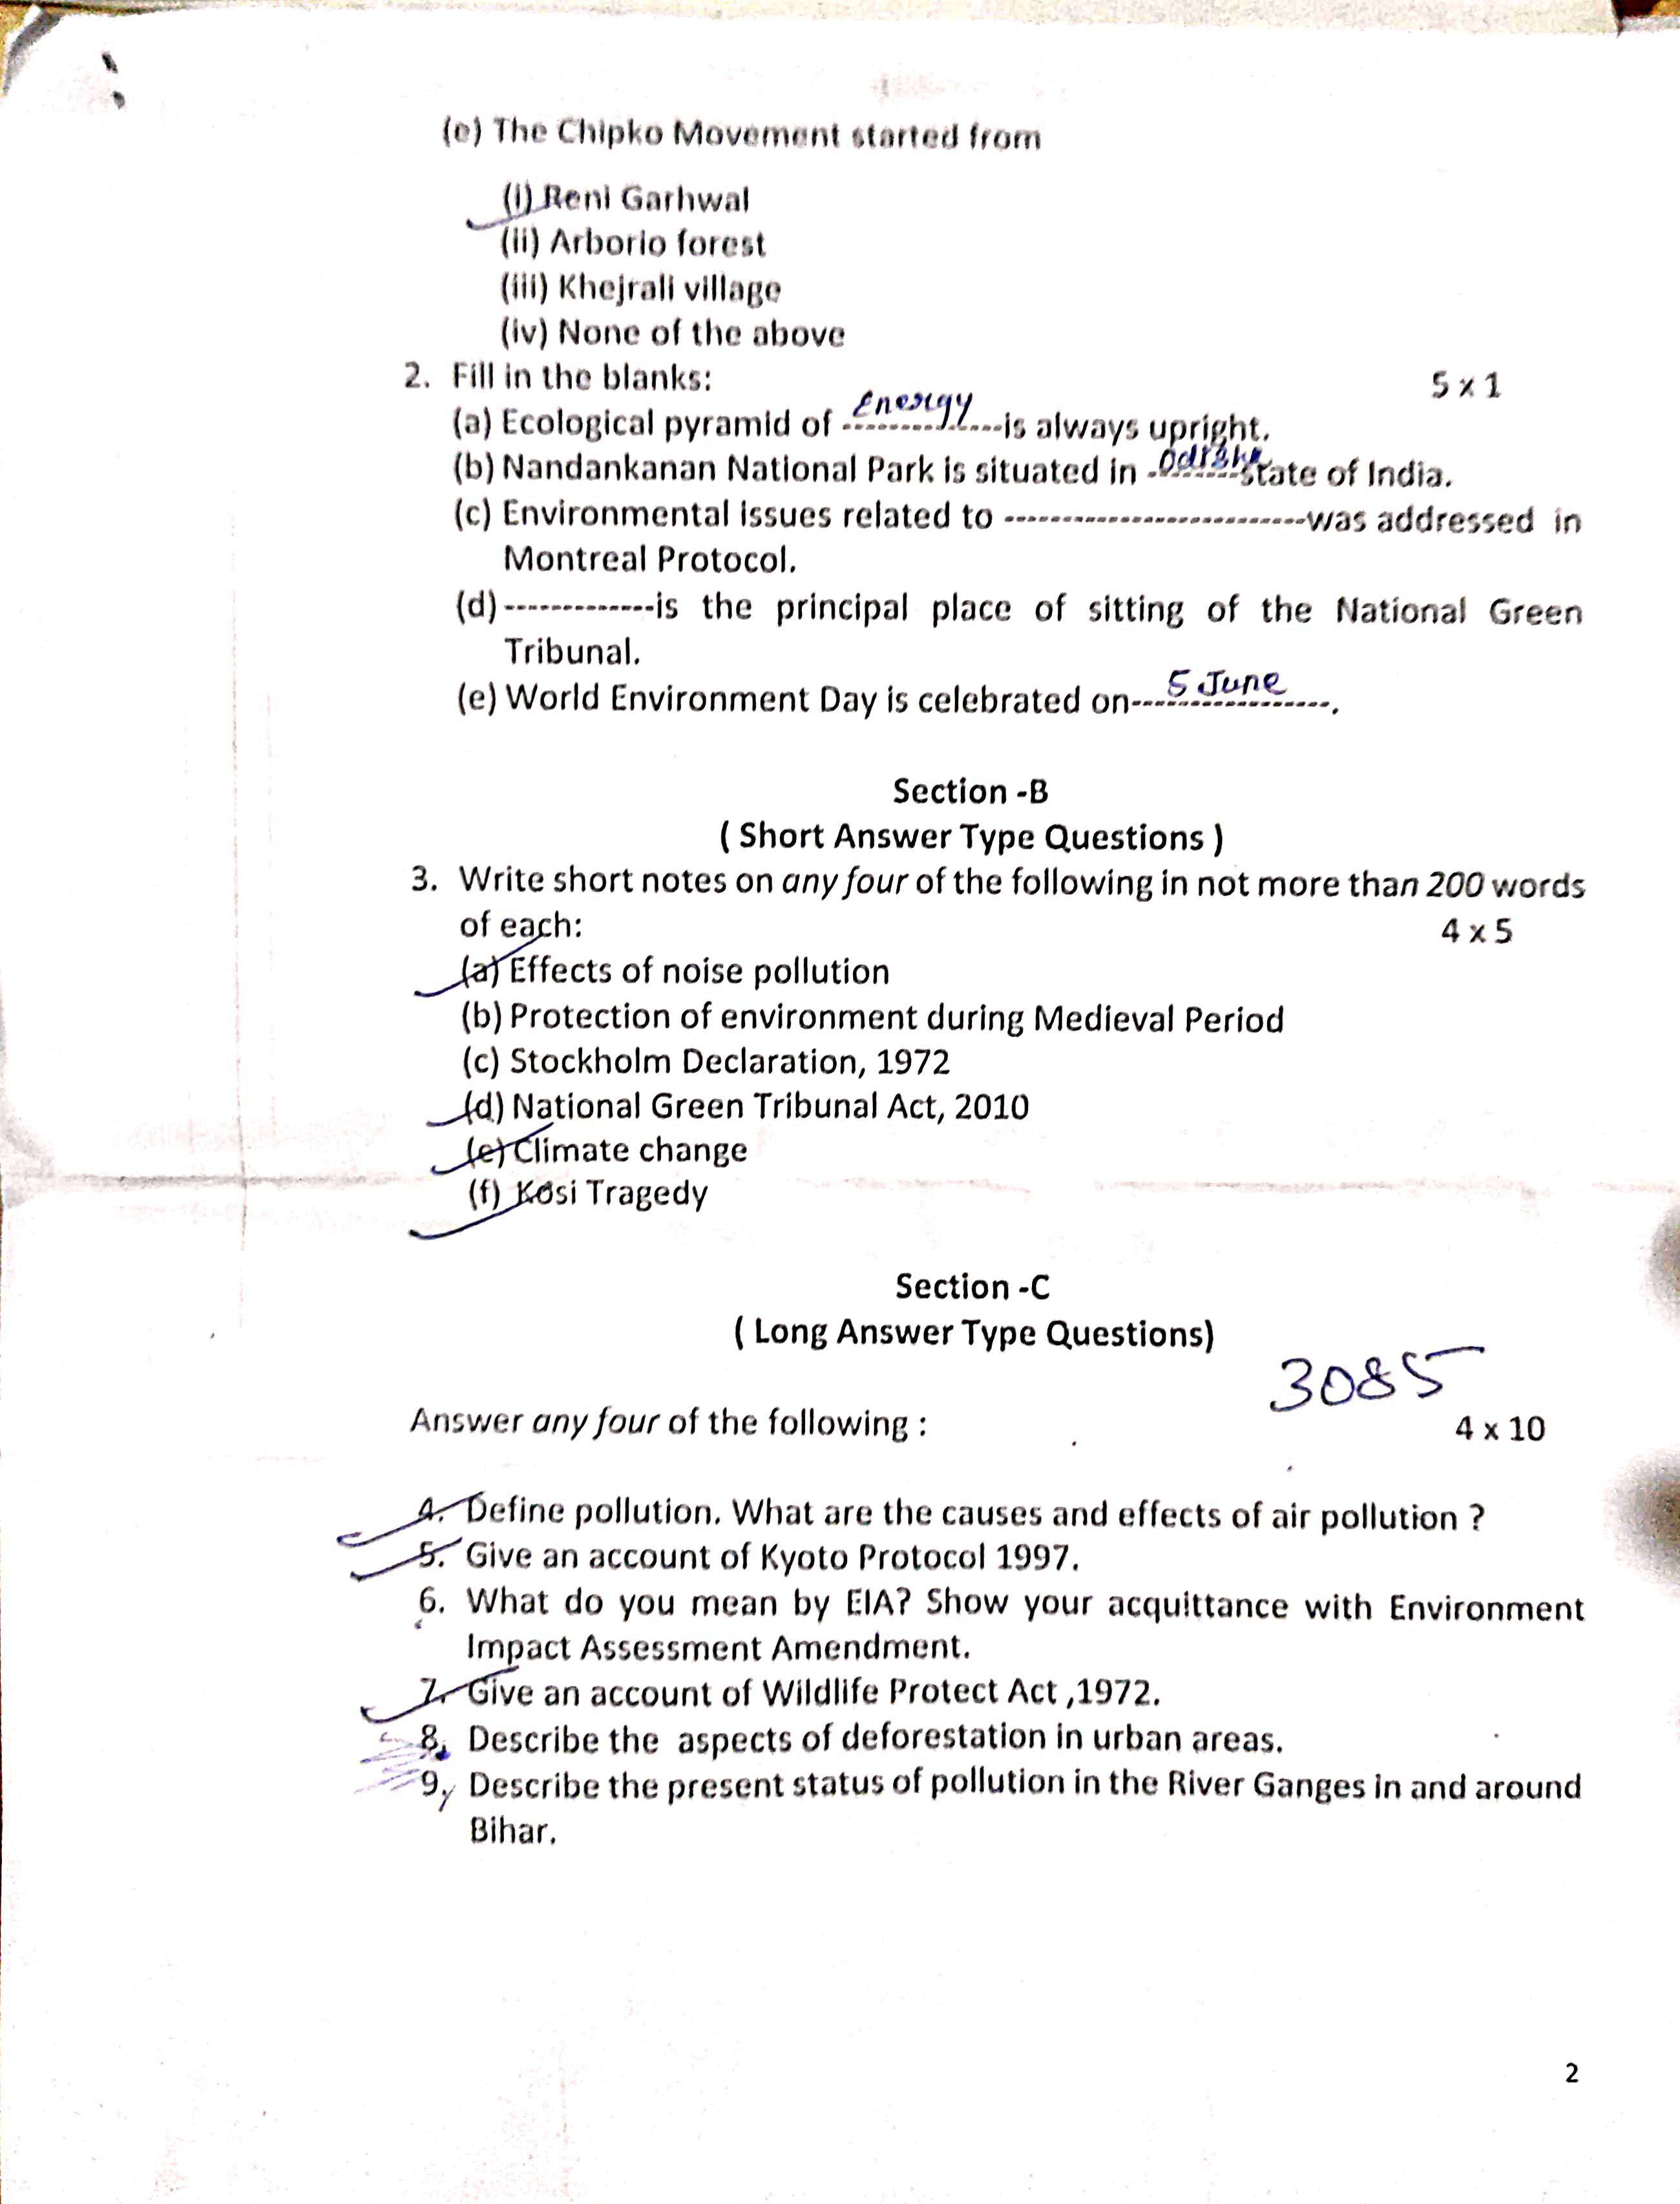 (e) The Chipko Movement started from
(i) Reni Garhwal
(ii) Arborio forest
(iii) Khejrali village
(iv) None of the above
2. Fill in the blanks: 5 x 1
(a) Ecological pyramid of ---Energy---is always upright.
(b) Nandankanan National Park is situated in ---Odisha---state of India.
(c) Environmental issues related to --------------------------was addressed in
Montreal Protocol.
(d) -------------is the principal place of sitting of the National Green
Tribunal.
(e) World Environment Day is celebrated on---5 June---.
Section -B
( Short Answer Type Questions )
3. Write short notes on any four of the following in not more than 200 words
of each: 4 x 5
(a) Effects of noise pollution
(b) Protection of environment during Medieval Period
(c) Stockholm Declaration, 1972
(d) National Green Tribunal Act, 2010
(e) Climate change
(f) Kosi Tragedy
Section -C
( Long Answer Type Questions)
3085
Answer any four of the following : 4 x 10
4. Define pollution. What are the causes and effects of air pollution ?
5. Give an account of Kyoto Protocol 1997.
6. What do you mean by EIA? Show your acquittance with Environment
Impact Assessment Amendment.
7. Give an account of Wildlife Protect Act ,1972.
8. Describe the aspects of deforestation in urban areas.
9. Describe the present status of pollution in the River Ganges in and around
Bihar.
2